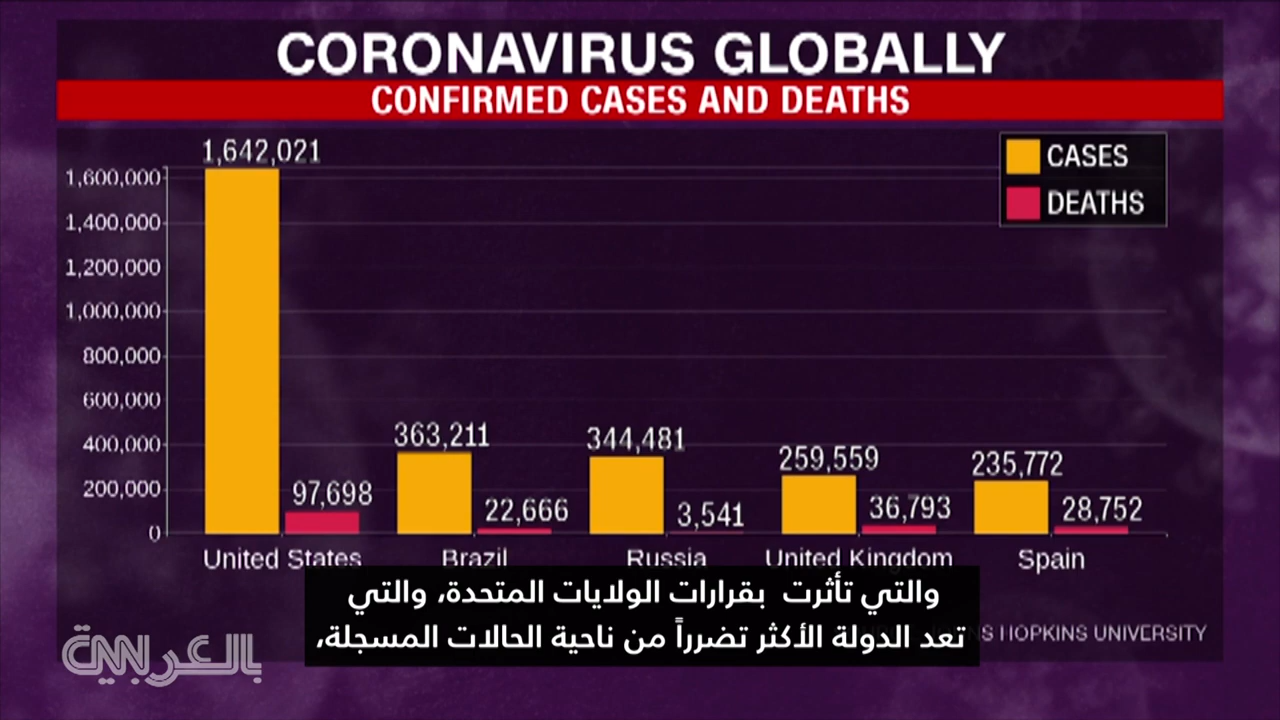 CORONAVIRUS GLOBALLY
CONFIRMED CASES AND DEATHS
CASES
DEATHS
1,642,021
1,600,000
1,400,000
1,200,000
1,000,000
800,000
600,000
400,000
200,000
0
97,698
363,211
22,666
344,481
3,541
259,559
36,793
235,772
28,752
United States
Brazil
Russia
United Kingdom
Spain
والتي تأثرت بقرارات الولايات المتحدة، والتي
تعد الدولة الأكثر تضرراً من ناحية الحالات المسجلة،
HOPKINS UNIVERSITY
CNN بالعربية